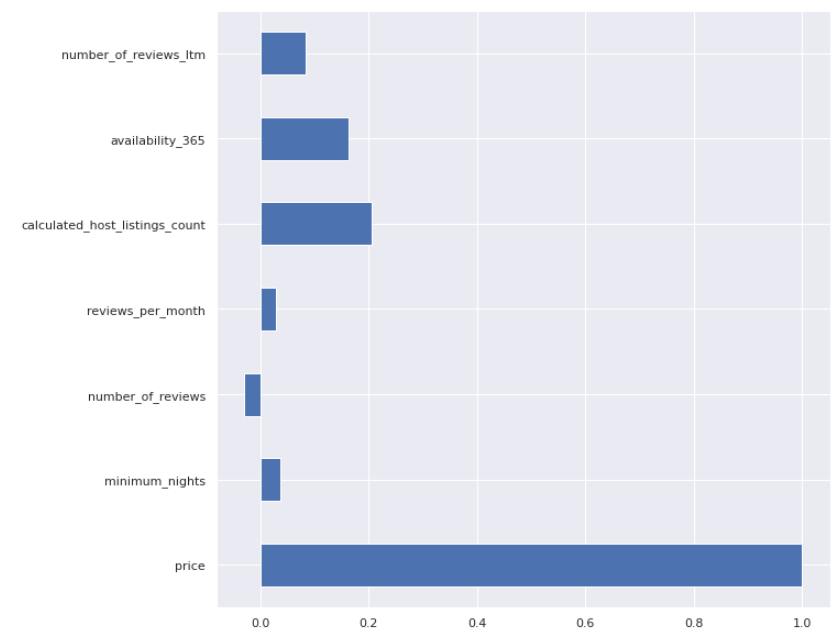 number_of_reviews_ltm
availability_365
calculated_host_listings_count
reviews_per_month
number_of_reviews
minimum_nights
price
0.0 0.2 0.4 0.6 0.8 1.0